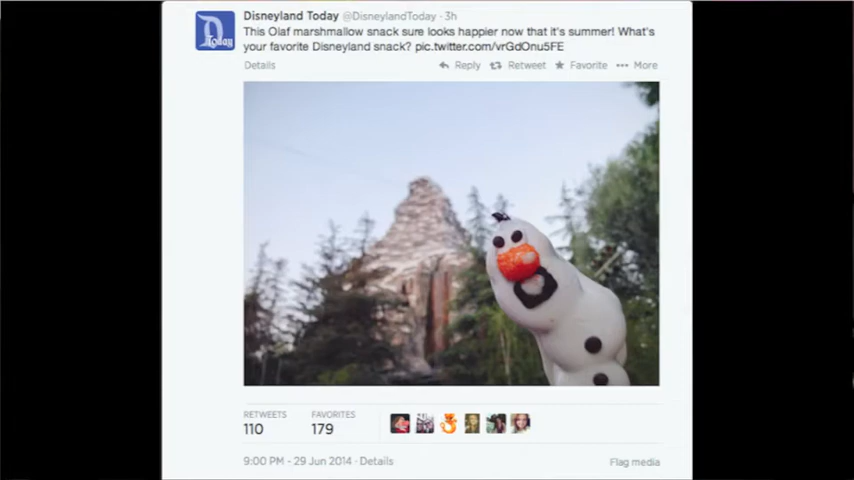 Disneyland Today @DisneylandToday · 3h
This Olaf marshmallow snack sure looks happier now that it's summer! What's
your favorite Disneyland snack? pic.twitter.com/vrGdOnu5FE
Details Reply Retweet Favorite More
D Today
RETWEETS FAVORITES
110 179
9:00 PM - 29 Jun 2014 · Details Flag media